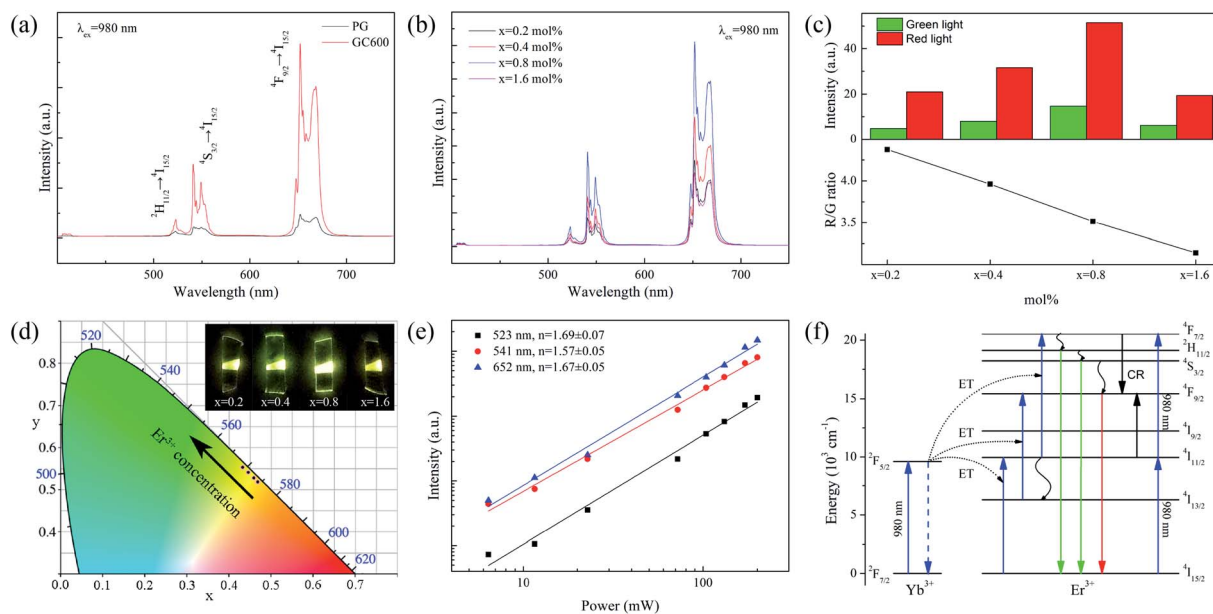 (a)
λex=980 nm
PG
GC600
²H₁₁/₂→⁴I₁₅/₂
⁴S₃/₂→⁴I₁₅/₂
⁴F₉/₂→⁴I₁₅/₂
Intensity (a.u.)
500 600 700
Wavelength (nm)
(b)
x=0.2 mol%
x=0.4 mol%
x=0.8 mol%
x=1.6 mol%
λex=980 nm
Intensity (a.u.)
500 600 700
Wavelength (nm)
(c)
Green light
Red light
Intensity (a.u.)
40
20
0
R/G ratio
4.0
3.5
x=0.2 x=0.4 x=0.8 x=1.6
mol%
(d)
0.8
0.7
0.6
y
0.5
0.4
0.3
520
540
560
580
600
620
500
Er³⁺ concentration
x=0.2 x=0.4 x=0.8 x=1.6
0.0 0.1 0.2 0.3 0.4 0.5 0.6 0.7
x
(e)
523 nm, n=1.69±0.07
541 nm, n=1.57±0.05
652 nm, n=1.67±0.05
Intensity (a.u.)
10 100
Power (mW)
(f)
Energy (10³ cm⁻¹)
20
15
10
5
0
ET
ET
ET
CR
²F₅/₂
²F₇/₂
980 nm
980 nm
980 nm
⁴F₇/₂
²H₁₁/₂
⁴S₃/₂
⁴F₉/₂
⁴I₉/₂
⁴I₁₁/₂
⁴I₁₃/₂
⁴I₁₅/₂
Yb³⁺
Er³⁺